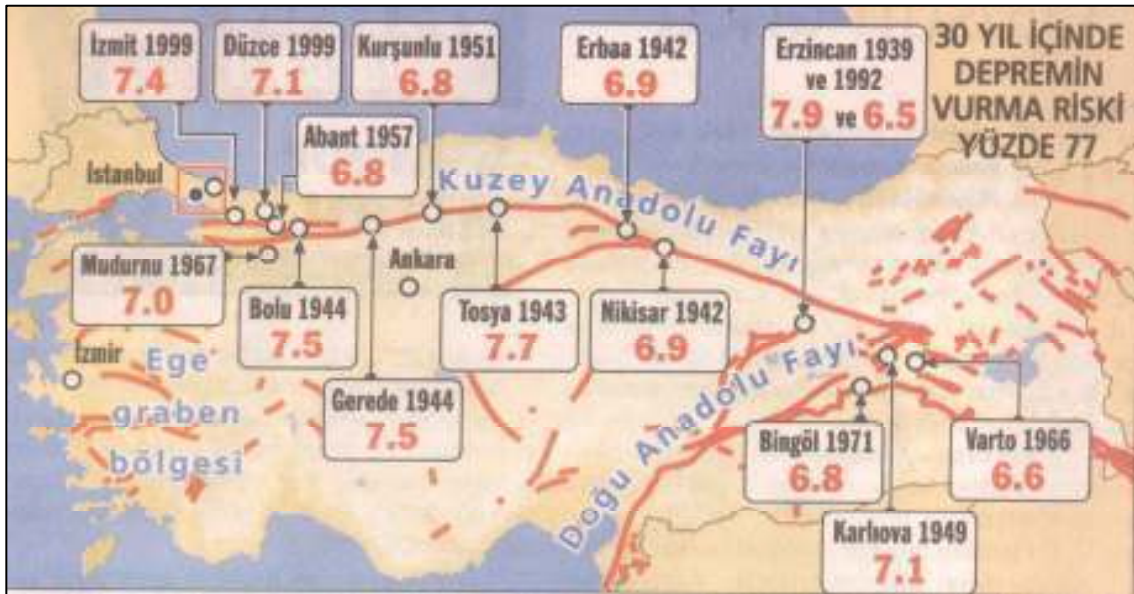 İzmit 1999
7.4
Düzce 1999
7.1
Kurşunlu 1951
6.8
Erbaa 1942
6.9
Erzincan 1939
ve 1992
7.9 ve 6.5
30 YIL İÇİNDE
DEPREMİN
VURMA RİSKİ
YÜZDE 77
Abant 1957
6.8
İstanbul
Kuzey Anadolu Fayı
Mudurnu 1967
7.0
Ankara
Bolu 1944
7.5
Tosya 1943
7.7
Nikisar 1942
6.9
İzmir
Ege
graben
bölgesi
Gerede 1944
7.5
Doğu Anadolu Fayı
Bingöl 1971
6.8
Varto 1966
6.6
Karlıova 1949
7.1